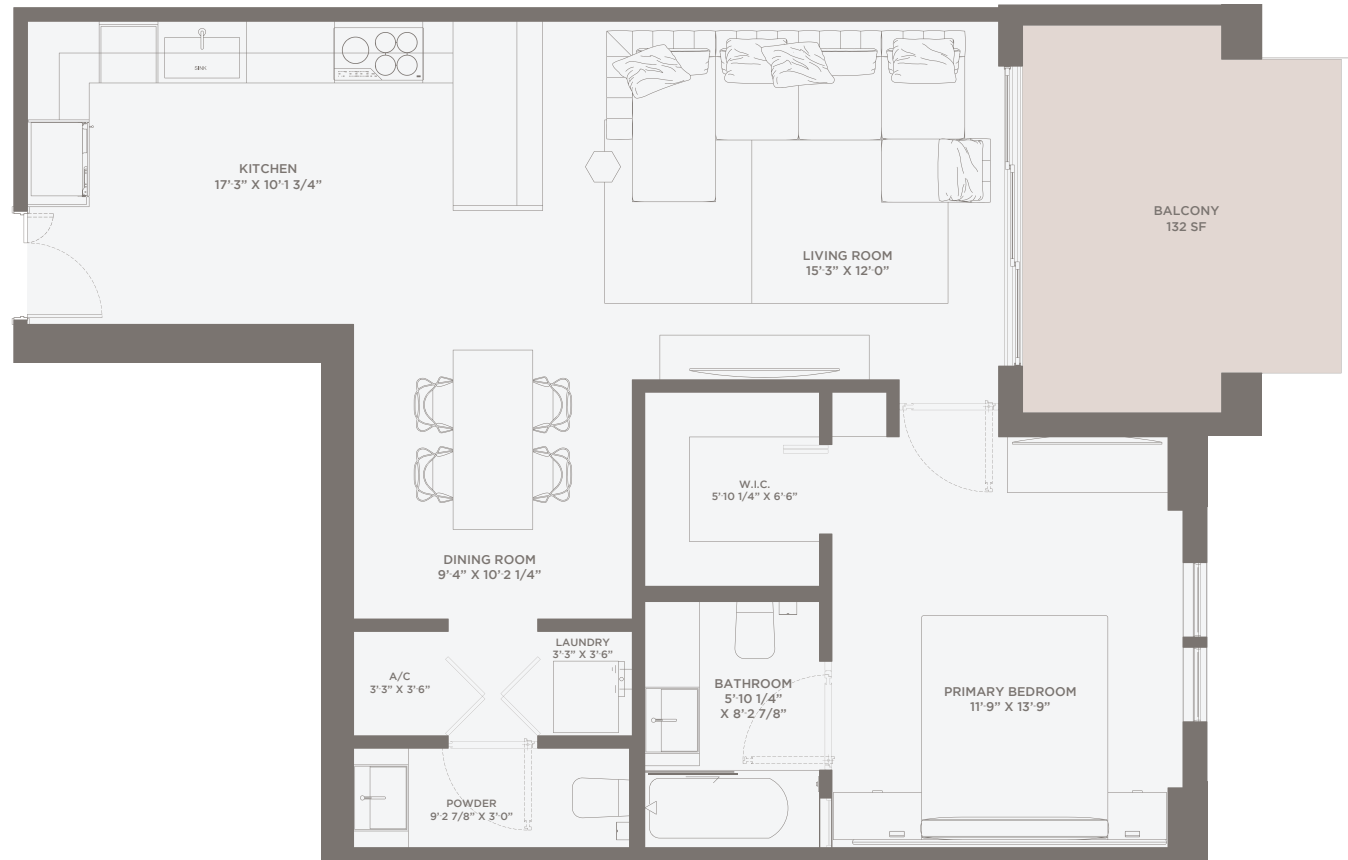 SINK
KITCHEN
17'-3” X 10'-1 3/4”
LIVING ROOM
15'-3” X 12'-0”
BALCONY
132 SF
DINING ROOM
9'-4” X 10'-2 1/4”
W.I.C.
5'-10 1/4” X 6'-6”
A/C
3'-3” X 3'-6”
LAUNDRY
3'-3” X 3'-6”
BATHROOM
5'-10 1/4”
X 8'-2 7/8”
PRIMARY BEDROOM
11'-9” X 13'-9”
POWDER
9'-2 7/8” X 3'-0”